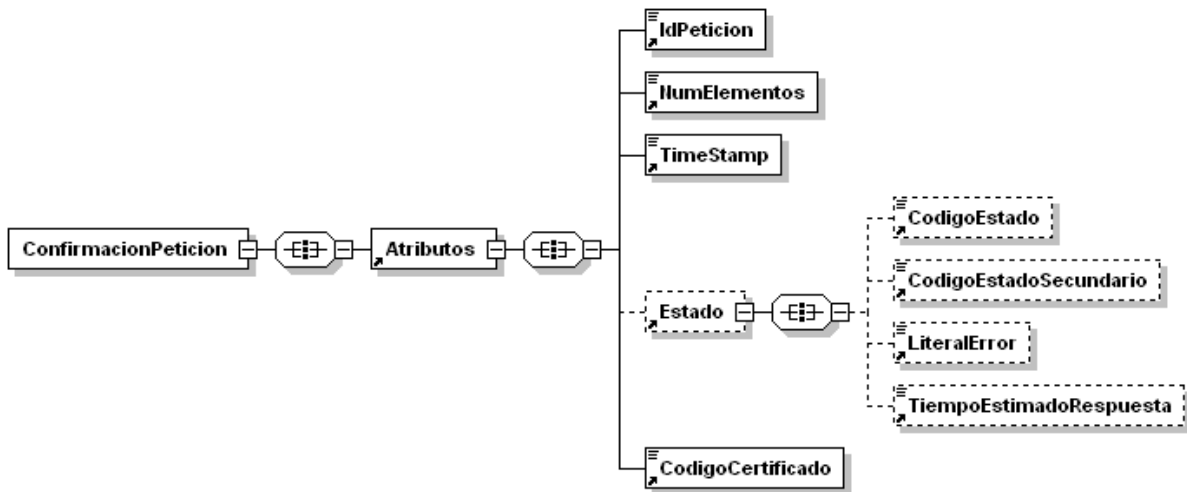 IdPeticion
NumElementos
TimeStamp
CodigoEstado
ConfirmacionPeticion
Atributos
CodigoEstadoSecundario
Estado
LiteralError
TiempoEstimadoRespuesta
CodigoCertificado